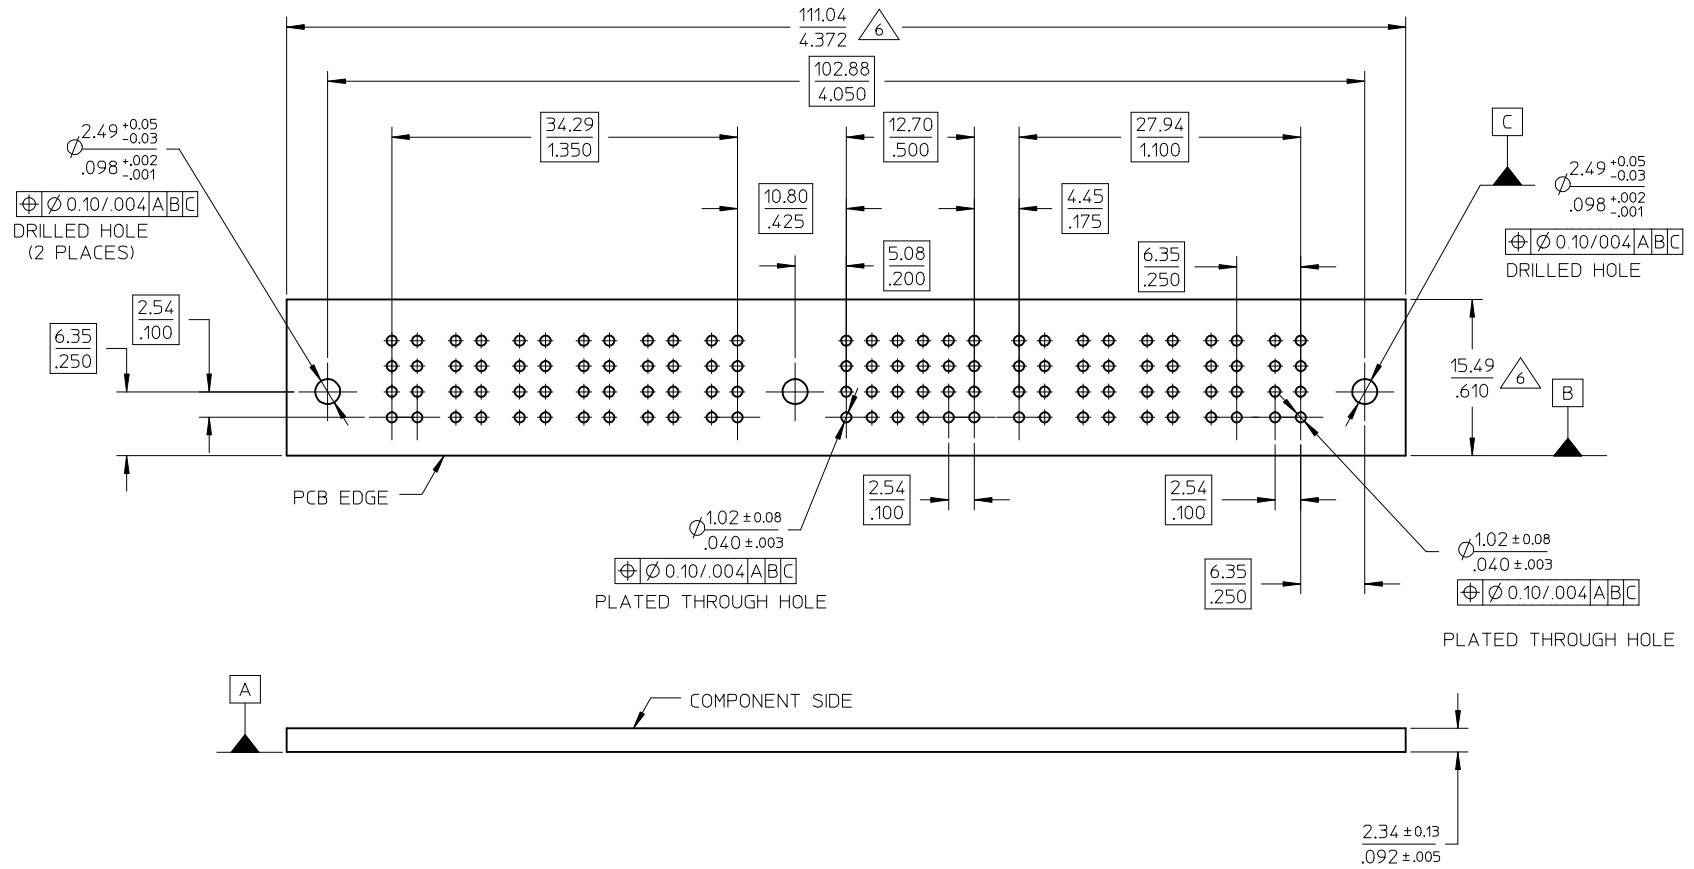 111.04
4.372
6
102.88
4.050
34.29
1.350
12.70
.500
27.94
1.100
C
⌀2.49 +0.05 -0.03
.098 +.002 -.001
⌖ ⌀ 0.10/.004 A B C
DRILLED HOLE
(2 PLACES)
10.80
.425
4.45
.175
⌀2.49 +0.05 -0.03
.098 +.002 -.001
⌖ ⌀ 0.10/004 A B C
DRILLED HOLE
5.08
.200
6.35
.250
2.54
.100
6.35
.250
15.49
.610
6
B
PCB EDGE
2.54
.100
2.54
.100
⌀1.02 ±0.08
.040 ±.003
⌖ ⌀ 0.10/.004 A B C
PLATED THROUGH HOLE
6.35
.250
⌀1.02 ±0.08
.040 ±.003
⌖ ⌀ 0.10/.004 A B C
PLATED THROUGH HOLE
A
COMPONENT SIDE
2.34 ±0.13
.092 ±.005